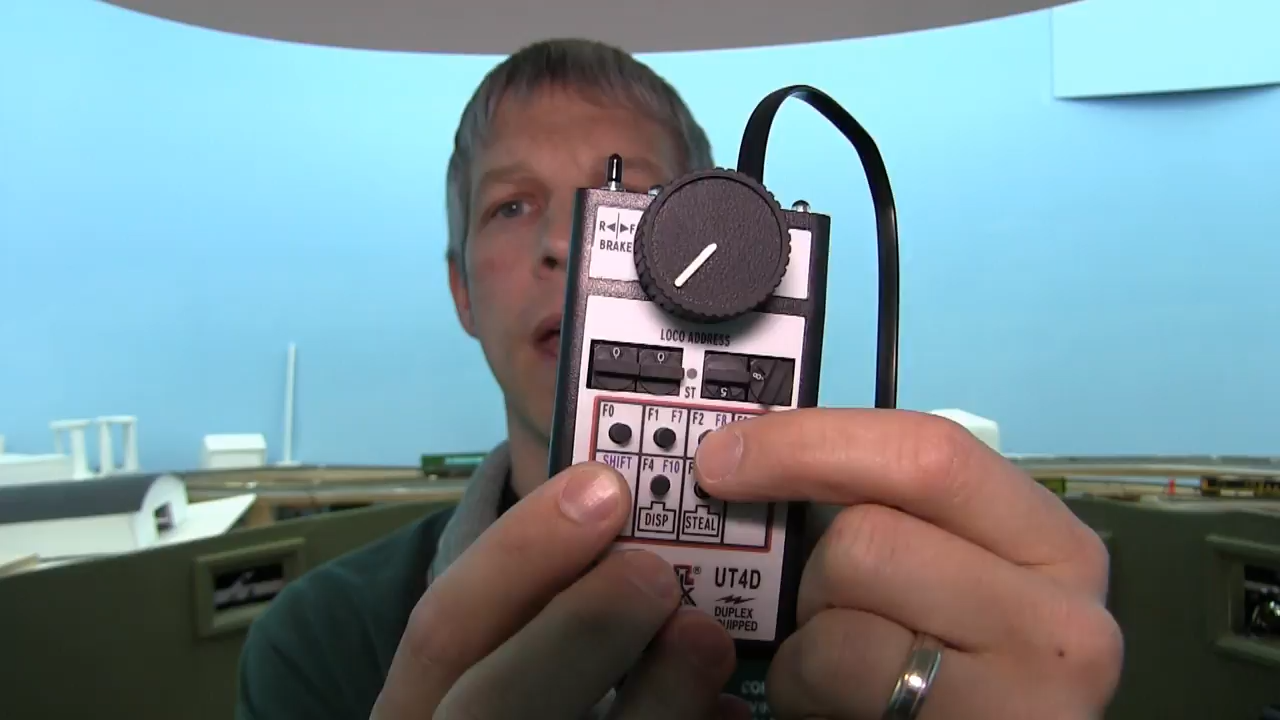 R◀|▶F
BRAKE
LOCO ADDRESS
0 0 5 8
ST
F0 F1 F7 F2 F8
SHIFT F4 F10
DISP STEAL
UT4D
DUPLEX